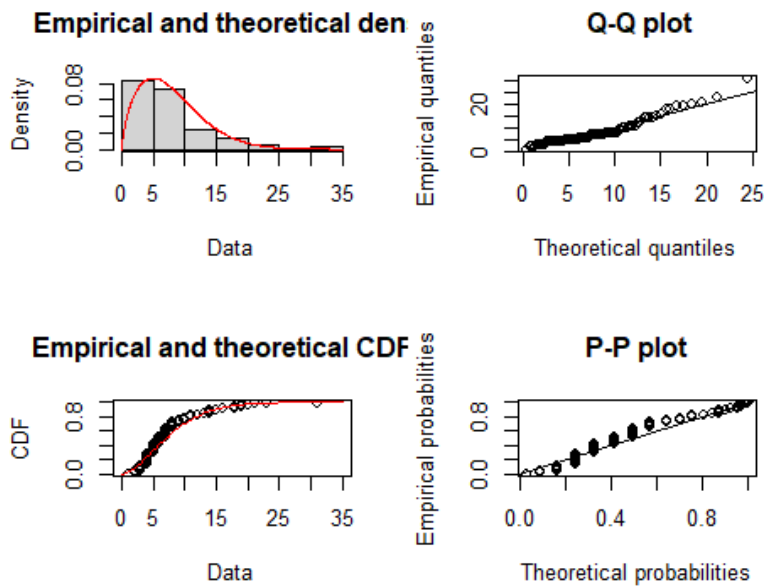 Empirical and theoretical den
Density
0.00 0.08
0 5 15 25 35
Data
Q-Q plot
Empirical quantiles
0 20
0 5 10 15 20 25
Theoretical quantiles
Empirical and theoretical CDF
CDF
0.0 0.8
0 5 15 25 35
Data
P-P plot
Empirical probabilities
0.0 0.8
0.0 0.4 0.8
Theoretical probabilities